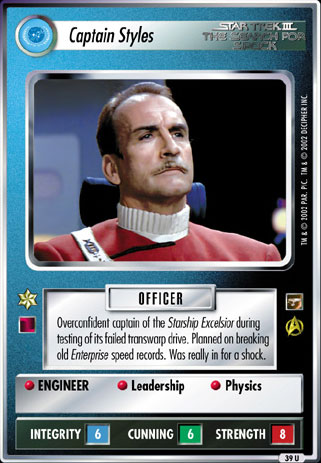 Captain Styles
STAR TREK III
THE SEARCH FOR
SPOCK
TM & © 2002 PAR. PIC. TM & © 2002 DECIPHER INC.
OFFICER
Overconfident captain of the Starship Excelsior during
testing of its failed transwarp drive. Planned on breaking
old Enterprise speed records. Was really in for a shock.
ENGINEER Leadership Physics
INTEGRITY 6 CUNNING 6 STRENGTH 8
39 U